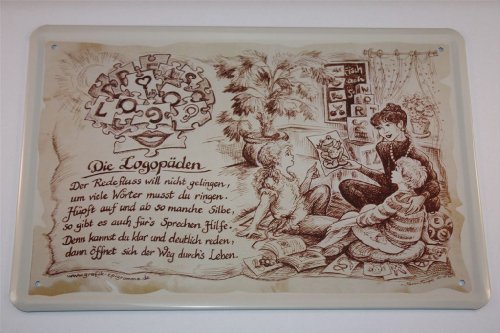 Die Logopäden
Der Redefluss will nicht gelingen,
um viele Wörter musst du ringen.
Hüpft auf und ab so manche Silbe,
so gibt es auch für's Sprechen Hilfe.
Denn kannst du klar und deutlich reden,
dann öffnet sich der Weg durch's Leben.